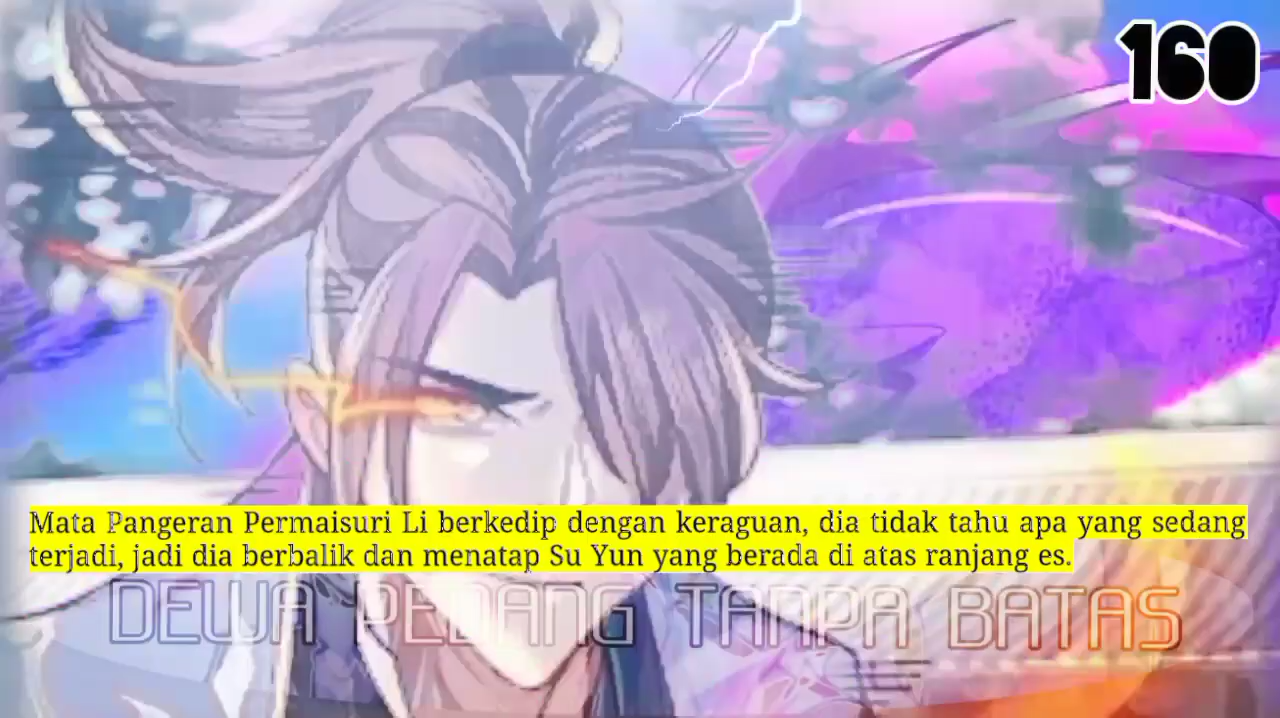 160
Mata Pangeran Permaisuri Li berkedip dengan keraguan, dia tidak tahu apa yang sedang
terjadi, jadi dia berbalik dan menatap Su Yun yang berada di atas ranjang es.
DEWA PEDANG TANPA BATAS